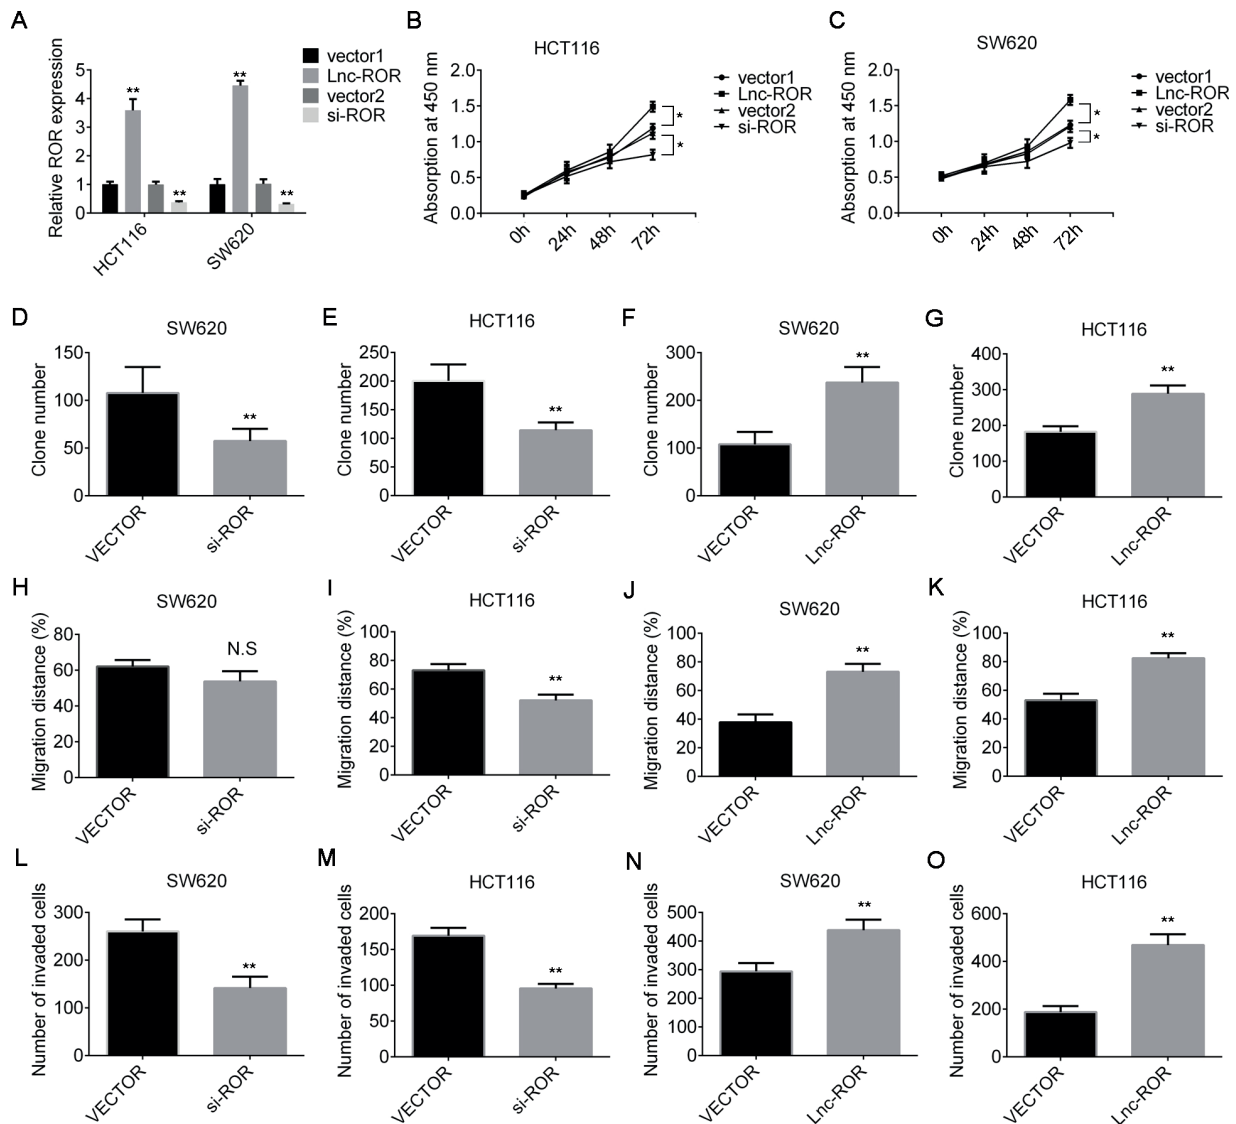 A
Relative ROR expression
5
4
3
2
1
0
**
**
**
**
HCT116
SW620
vector1
Lnc-ROR
vector2
si-ROR
B
HCT116
Absorption at 450 nm
2.0
1.5
1.0
0.5
0.0
0h
24h
48h
72h
*
*
vector1
Lnc-ROR
vector2
si-ROR
C
SW620
Absorption at 450 nm
2.0
1.5
1.0
0.5
0.0
0h
24h
48h
72h
*
*
vector1
Lnc-ROR
vector2
si-ROR
D
SW620
Clone number
150
100
50
0
**
VECTOR
si-ROR
E
HCT116
Clone number
250
200
150
100
50
0
**
VECTOR
si-ROR
F
SW620
Clone number
300
200
100
0
**
VECTOR
Lnc-ROR
G
HCT116
Clone number
400
300
200
100
0
**
VECTOR
Lnc-ROR
H
SW620
Migration distance (%)
80
60
40
20
0
N.S
VECTOR
si-ROR
I
HCT116
Migration distance (%)
100
80
60
40
20
0
**
VECTOR
si-ROR
J
SW620
Migration distance (%)
100
80
60
40
20
0
**
VECTOR
Lnc-ROR
K
HCT116
Migration distance (%)
100
80
60
40
20
0
**
VECTOR
Lnc-ROR
L
SW620
Number of invaded cells
300
200
100
0
**
VECTOR
si-ROR
M
HCT116
Number of invaded cells
200
150
100
50
0
**
VECTOR
si-ROR
N
SW620
Number of invaded cells
500
400
300
200
100
0
**
VECTOR
Lnc-ROR
O
HCT116
Number of invaded cells
600
400
200
0
**
VECTOR
Lnc-ROR